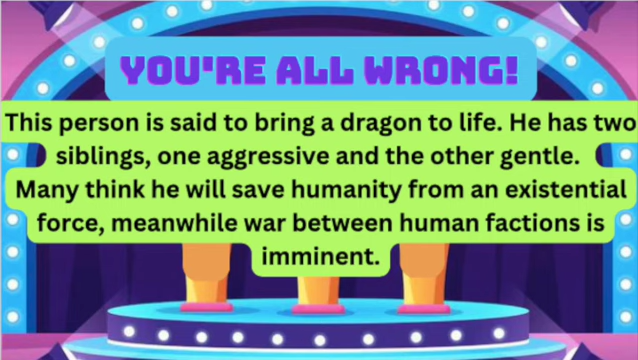 YOU'RE ALL WRONG!
This person is said to bring a dragon to life. He has two
siblings, one aggressive and the other gentle.
Many think he will save humanity from an existential
force, meanwhile war between human factions is
imminent.